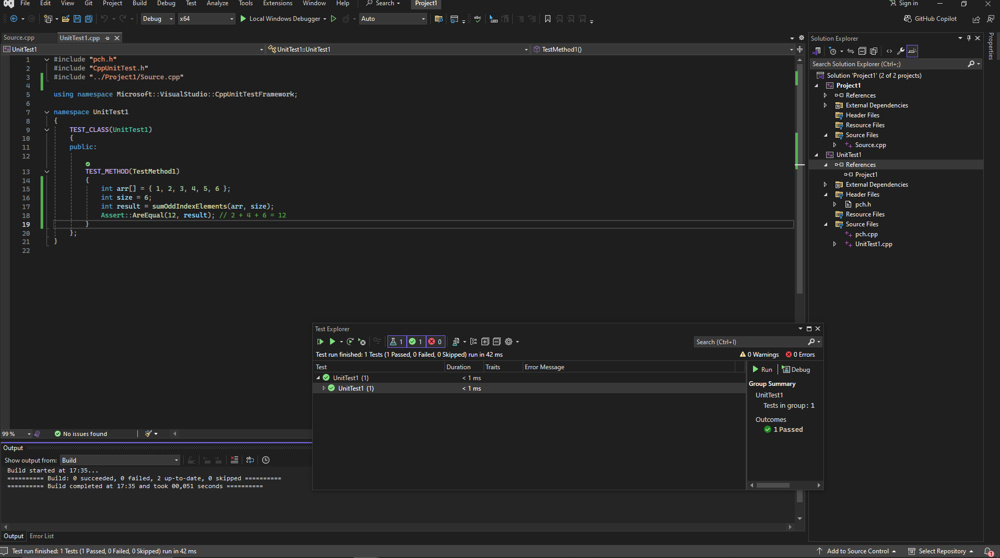 File Edit View Git Project Build Debug Test Analyze Tools Extensions Window Help Search Project1 Sign in
Debug x64 Local Windows Debugger Auto GitHub Copilot
Source.cpp UnitTest1.cpp
UnitTest1 UnitTest1::UnitTest1 TestMethod1()
1 #include "pch.h"
2 #include "CppUnitTest.h"
3 #include "../Project1/Source.cpp"
4
5 using namespace Microsoft::VisualStudio::CppUnitTestFramework;
6
7 namespace UnitTest1
8 {
9 TEST_CLASS(UnitTest1)
10 {
11 public:
12
13 TEST_METHOD(TestMethod1)
14 {
15 int arr[] = { 1, 2, 3, 4, 5, 6 };
16 int size = 6;
17 int result = sumOddIndexElements(arr, size);
18 Assert::AreEqual(12, result); // 2 + 4 + 6 = 12
19 }
20 };
21 }
22
99 % No issues found
Output
Show output from: Build
Build started at 17:35...
========== Build: 0 succeeded, 0 failed, 2 up-to-date, 0 skipped ==========
========== Build completed at 17:35 and took 00,051 seconds ==========
Output Error List
Test Explorer
1 1 0 Search (Ctrl+I)
Test run finished: 1 Tests (1 Passed, 0 Failed, 0 Skipped) run in 42 ms 0 Warnings 0 Errors
Test Duration Traits Error Message
UnitTest1 (1) < 1 ms
UnitTest1 (1) < 1 ms
Run Debug
Group Summary
UnitTest1
Tests in group: 1
Outcomes
1 Passed
Solution Explorer
Search Solution Explorer (Ctrl+;)
Solution 'Project1' (2 of 2 projects)
Project1
References
External Dependencies
Header Files
Resource Files
Source Files
Source.cpp
UnitTest1
References
Project1
External Dependencies
Header Files
pch.h
Resource Files
Source Files
pch.cpp
UnitTest1.cpp
Properties
Test run finished: 1 Tests (1 Passed, 0 Failed, 0 Skipped) run in 42 ms Add to Source Control Select Repository 1